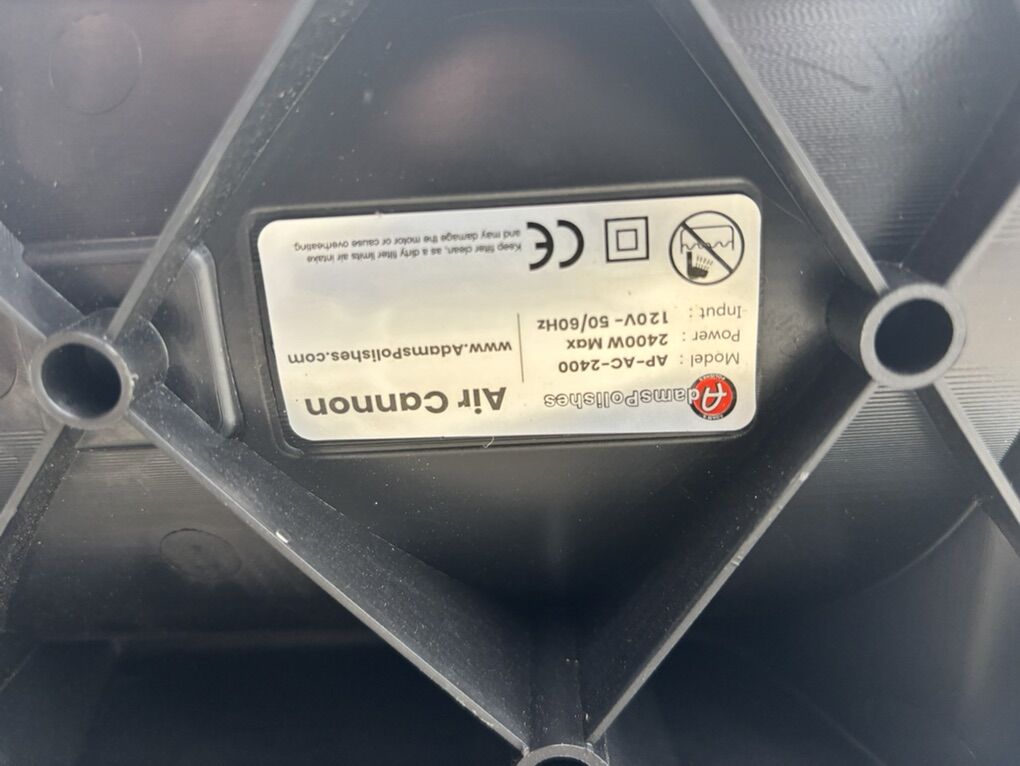 AdamsPolishes
Air Cannon
Model : AP-AC-2400
Power : 2400W Max
Input : 120V~ 50/60Hz
www.AdamsPolishes.com
CE
Keep filter clean, as a dirty filter limits air intake
and may damage the motor or cause overheating